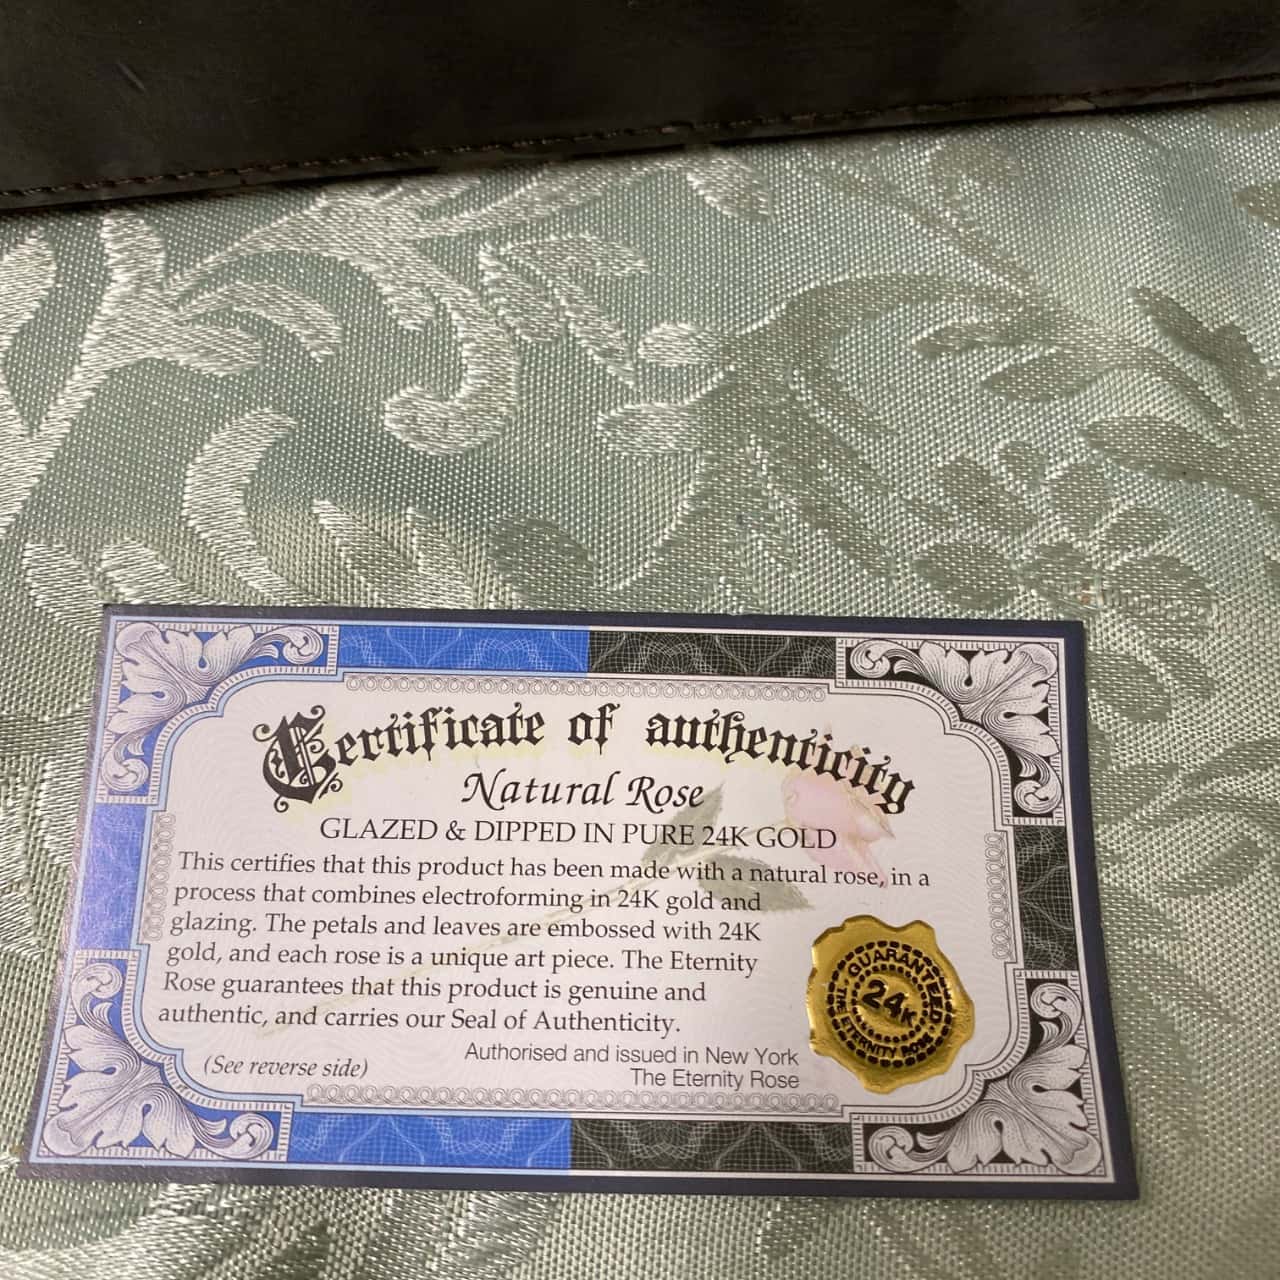 Certificate of authenticity
Natural Rose
GLAZED & DIPPED IN PURE 24K GOLD
This certifies that this product has been made with a natural rose, in a
process that combines electroforming in 24K gold and
glazing. The petals and leaves are embossed with 24K
gold, and each rose is a unique art piece. The Eternity
Rose guarantees that this product is genuine and
authentic, and carries our Seal of Authenticity.
(See reverse side)
Authorised and issued in New York
The Eternity Rose
GUARANTEED
24K
THE ETERNITY ROSE